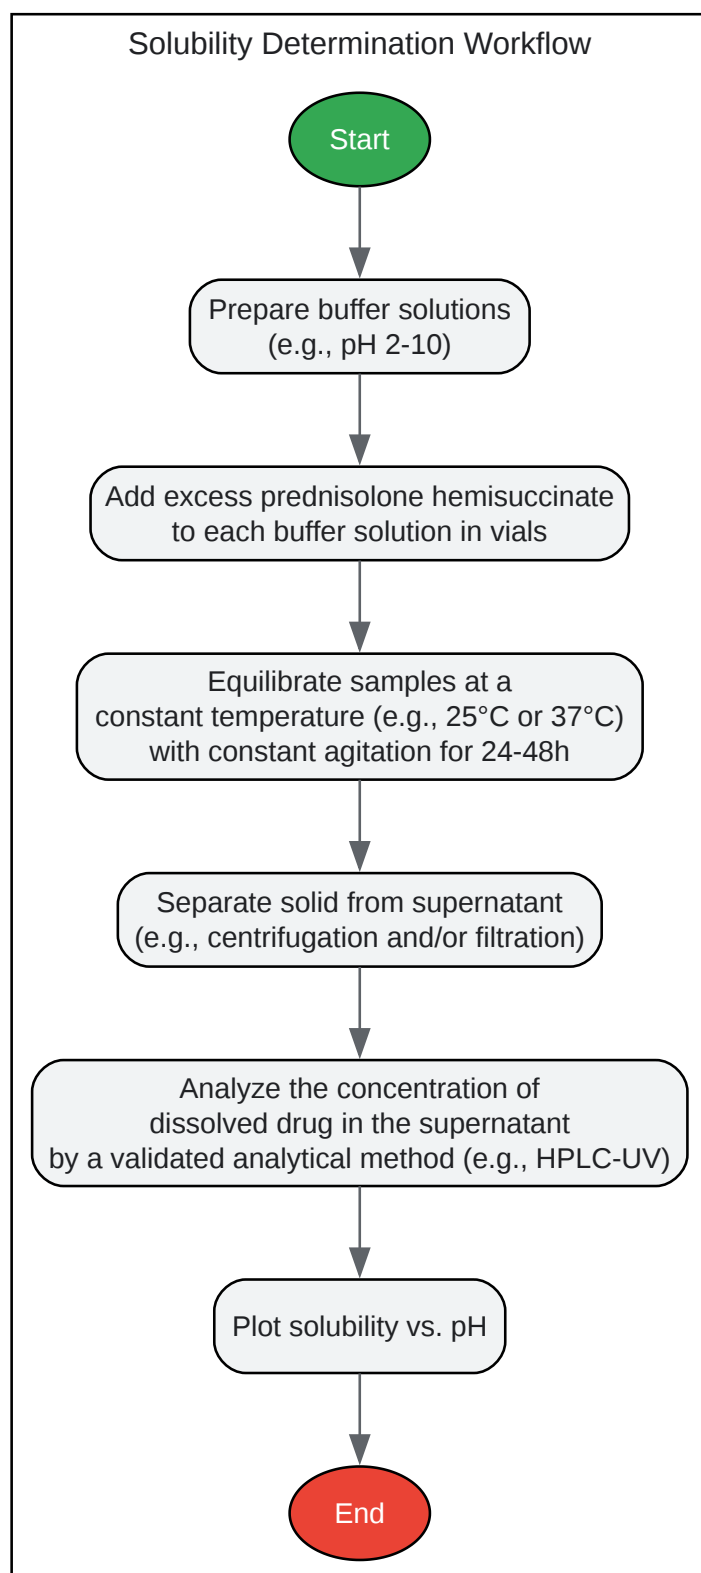 Solubility Determination Workflow
Start
Prepare buffer solutions
(e.g., pH 2-10)
Add excess prednisolone hemisuccinate
to each buffer solution in vials
Equilibrate samples at a
constant temperature (e.g., 25°C or 37°C)
with constant agitation for 24-48h
Separate solid from supernatant
(e.g., centrifugation and/or filtration)
Analyze the concentration of
dissolved drug in the supernatant
by a validated analytical method (e.g., HPLC-UV)
Plot solubility vs. pH
End